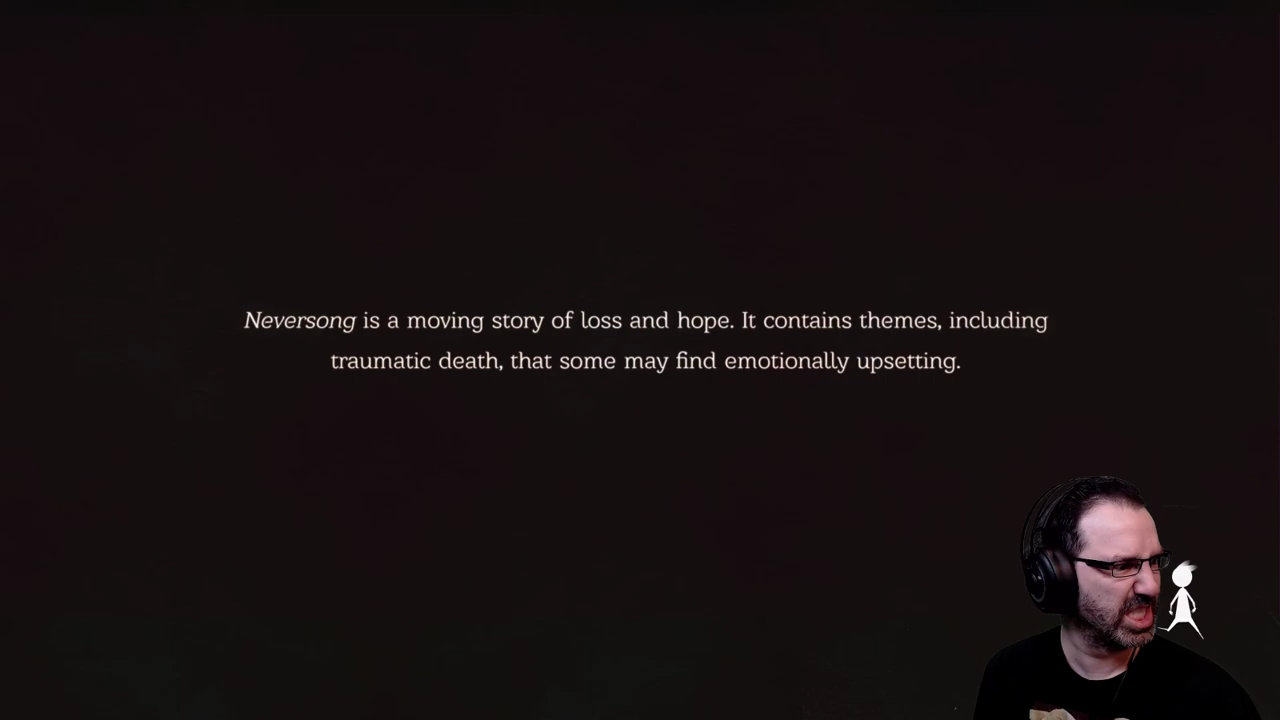 Neversong is a moving story of loss and hope. It contains themes, including
traumatic death, that some may find emotionally upsetting.